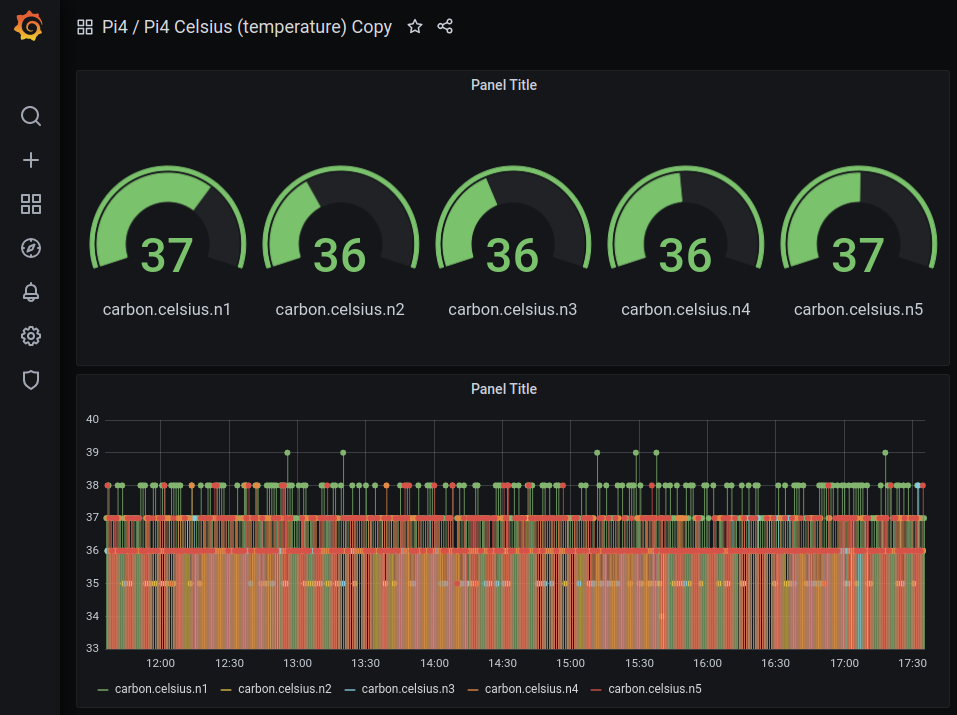 Pi4 / Pi4 Celsius (temperature) Copy
Panel Title
37 36 36 36 37
carbon.celsius.n1 carbon.celsius.n2 carbon.celsius.n3 carbon.celsius.n4 carbon.celsius.n5
Panel Title
40
39
38
37
36
35
34
33
12:00 12:30 13:00 13:30 14:00 14:30 15:00 15:30 16:00 16:30 17:00 17:30
carbon.celsius.n1 carbon.celsius.n2 carbon.celsius.n3 carbon.celsius.n4 carbon.celsius.n5